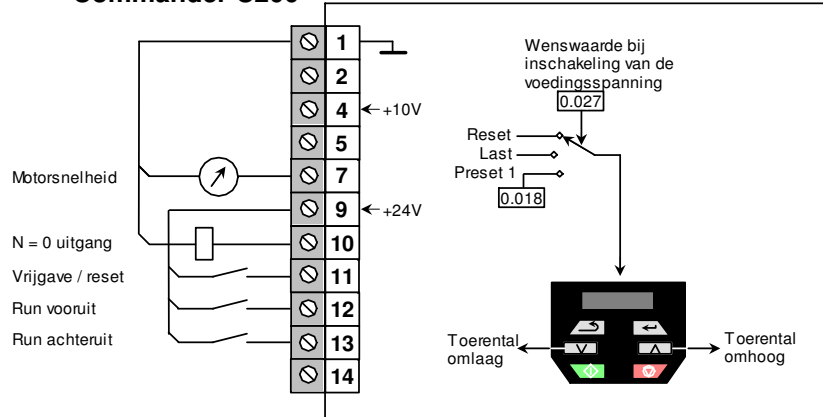 Commander C200
1
2
4
+10V
5
Motorsnelheid
7
9
+24V
N = 0 uitgang
10
Vrijgave / reset
11
Run vooruit
12
Run achteruit
13
14
Wenswaarde bij
inschakeling van de
voedingsspanning
0.027
Reset
Last
Preset 1
0.018
Toerental
omlaag
Toerental
omhoog